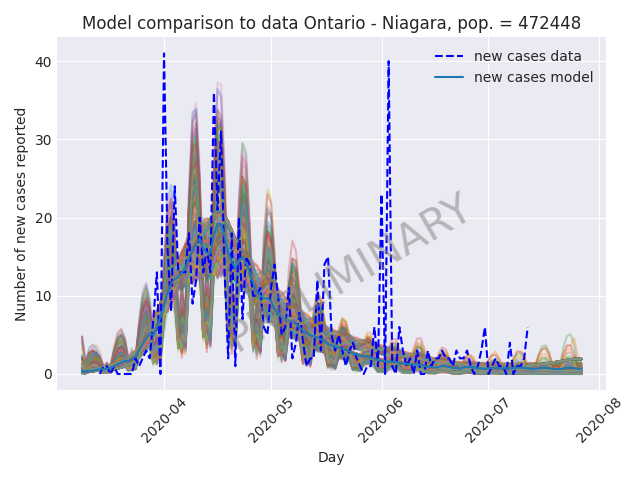 Model comparison to data Ontario - Niagara, pop. = 472448
new cases data
new cases model
Number of new cases reported
40
30
20
10
0
PRELIMINARY
2020-04
2020-05
2020-06
2020-07
2020-08
Day